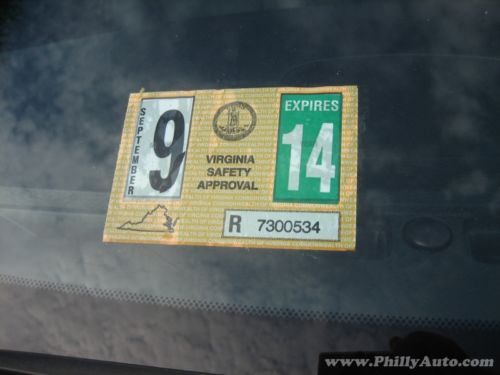 SEPTEMBER
9
EXPIRES
14
VIRGINIA
SAFETY
APPROVAL
R 7300534
www.PhillyAuto.com